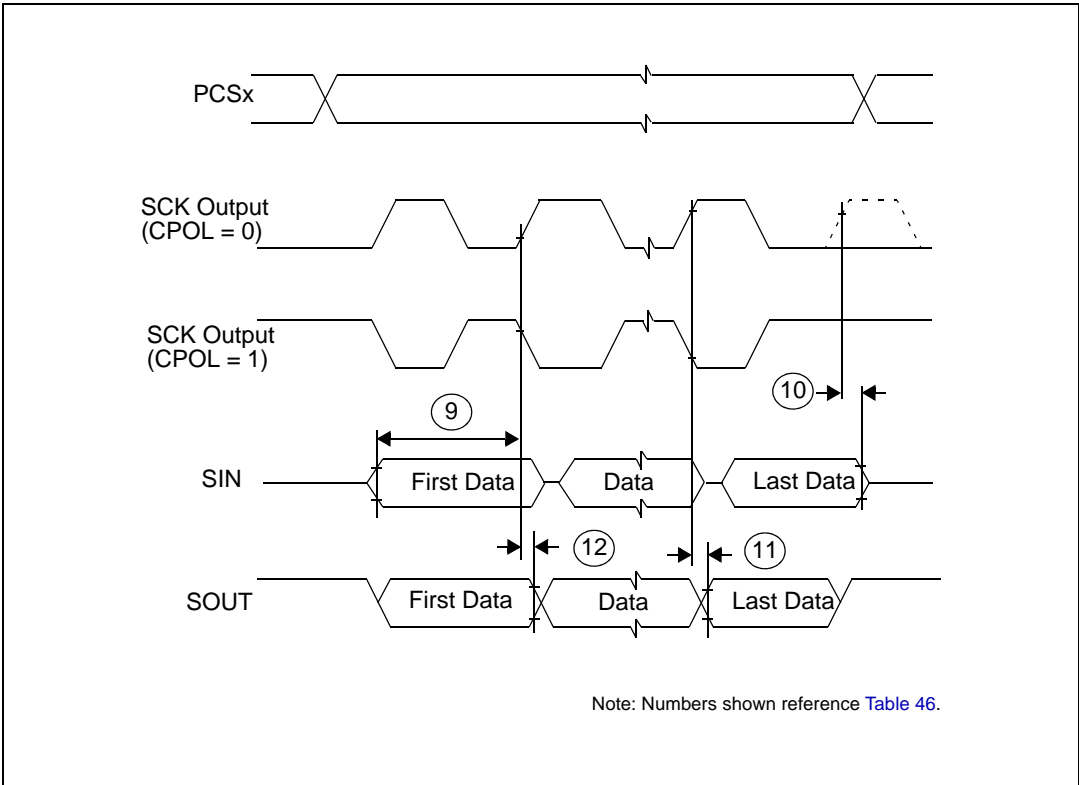 PCSx
SCK Output
(CPOL = 0)
SCK Output
(CPOL = 1)
10
9
SIN
First Data
Data
Last Data
12
11
SOUT
First Data
Data
Last Data
Note: Numbers shown reference Table 46.